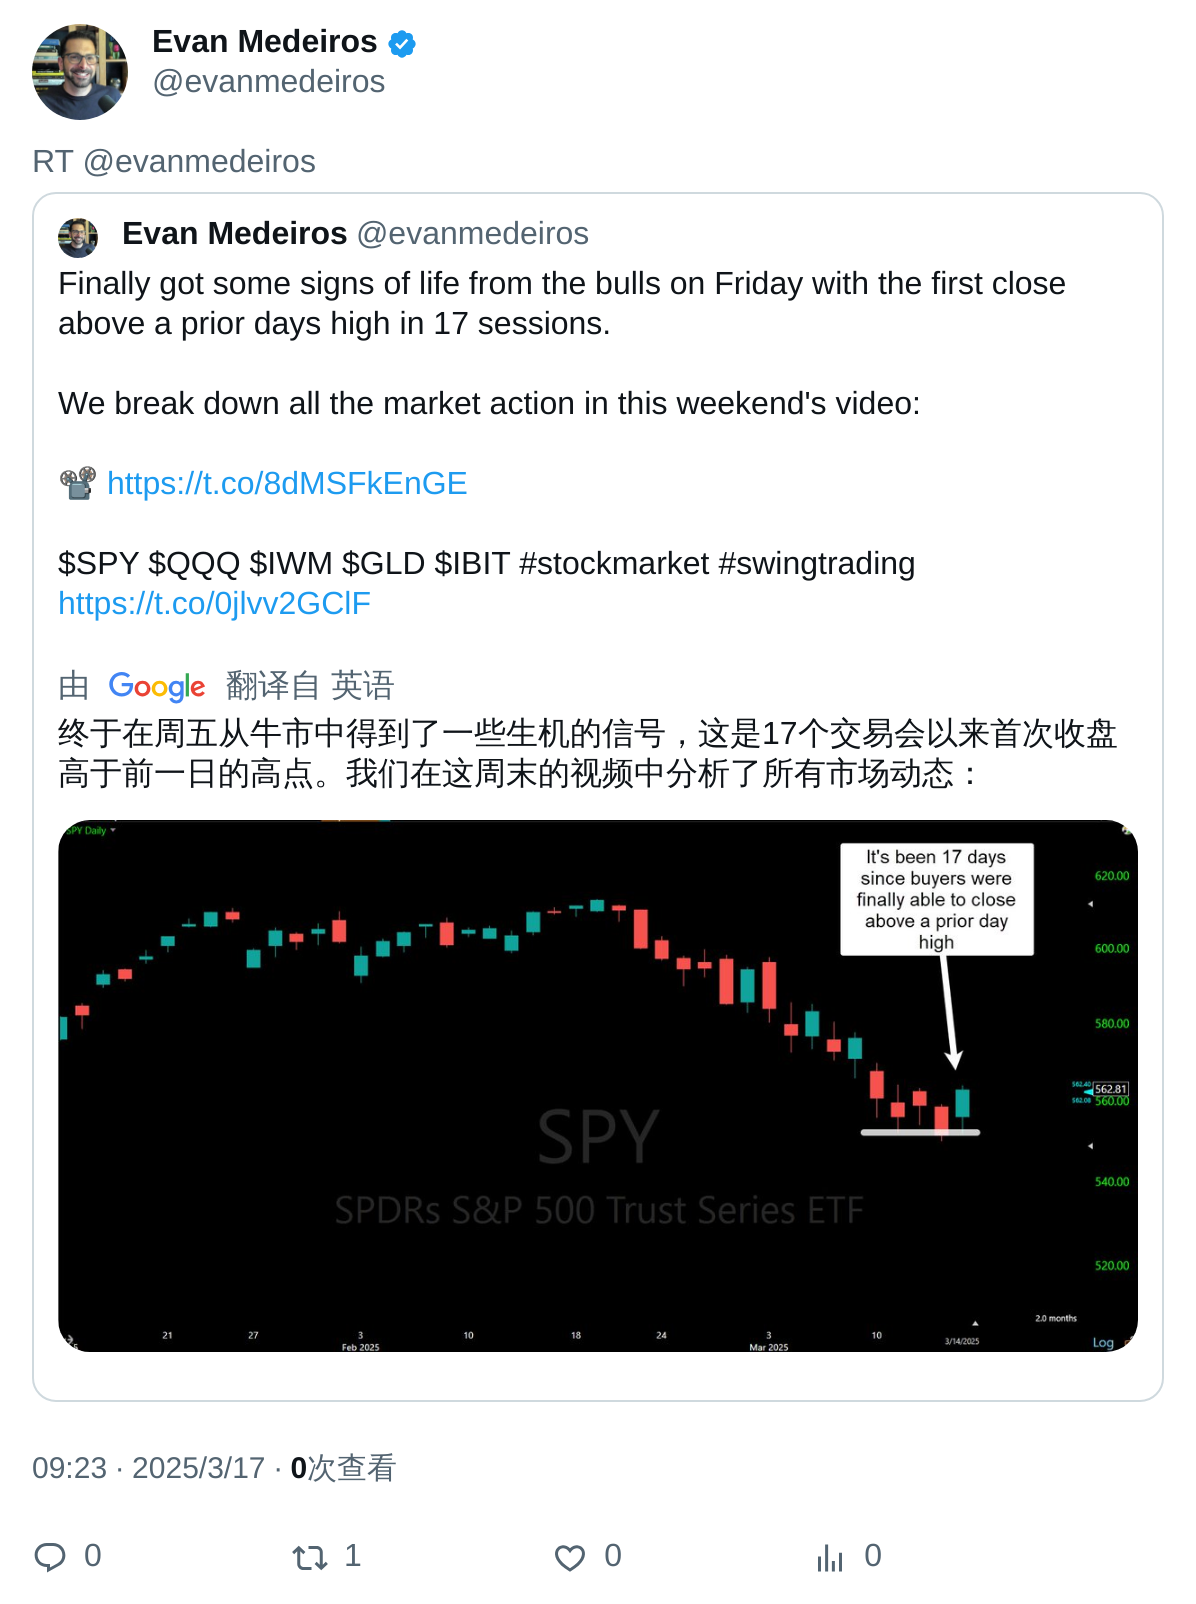 Evan Medeiros
@evanmedeiros
RT @evanmedeiros
Evan Medeiros @evanmedeiros
Finally got some signs of life from the bulls on Friday with the first close
above a prior days high in 17 sessions.
We break down all the market action in this weekend's video:
https://t.co/8dMSFkEnGE
$SPY $QQQ $IWM $GLD $IBIT #stockmarket #swingtrading
https://t.co/0jlvv2GClF
由 Google 翻译自 英语
终于在周五从牛市中得到了一些生机的信号，这是17个交易会以来首次收盘
高于前一日的高点。我们在这周末的视频中分析了所有市场动态：
SPY Daily
It's been 17 days
since buyers were
finally able to close
above a prior day
high
620.00
600.00
580.00
562.40
562.81
562.08
560.00
540.00
520.00
SPY
SPDRs S&P 500 Trust Series ETF
2.0 months
21 27 3 10 18 24 3 10 3/14/2025
Feb 2025 Mar 2025
Log
09:23 · 2025/3/17 · 0次查看
0 1 0 0